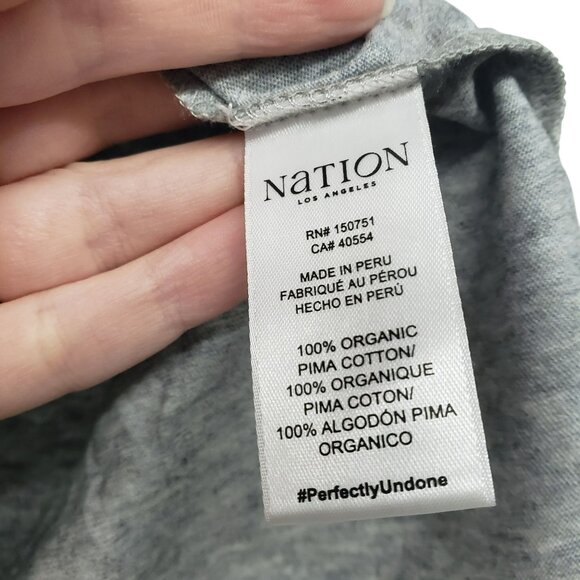 NaTION
LOS ANGELES
RN# 150751
CA# 40554
MADE IN PERU
FABRIQUÉ AU PÉROU
HECHO EN PERÚ
100% ORGANIC
PIMA COTTON/
100% ORGANIQUE
PIMA COTON/
100% ALGODÓN PIMA
ORGANICO
#PerfectlyUndone